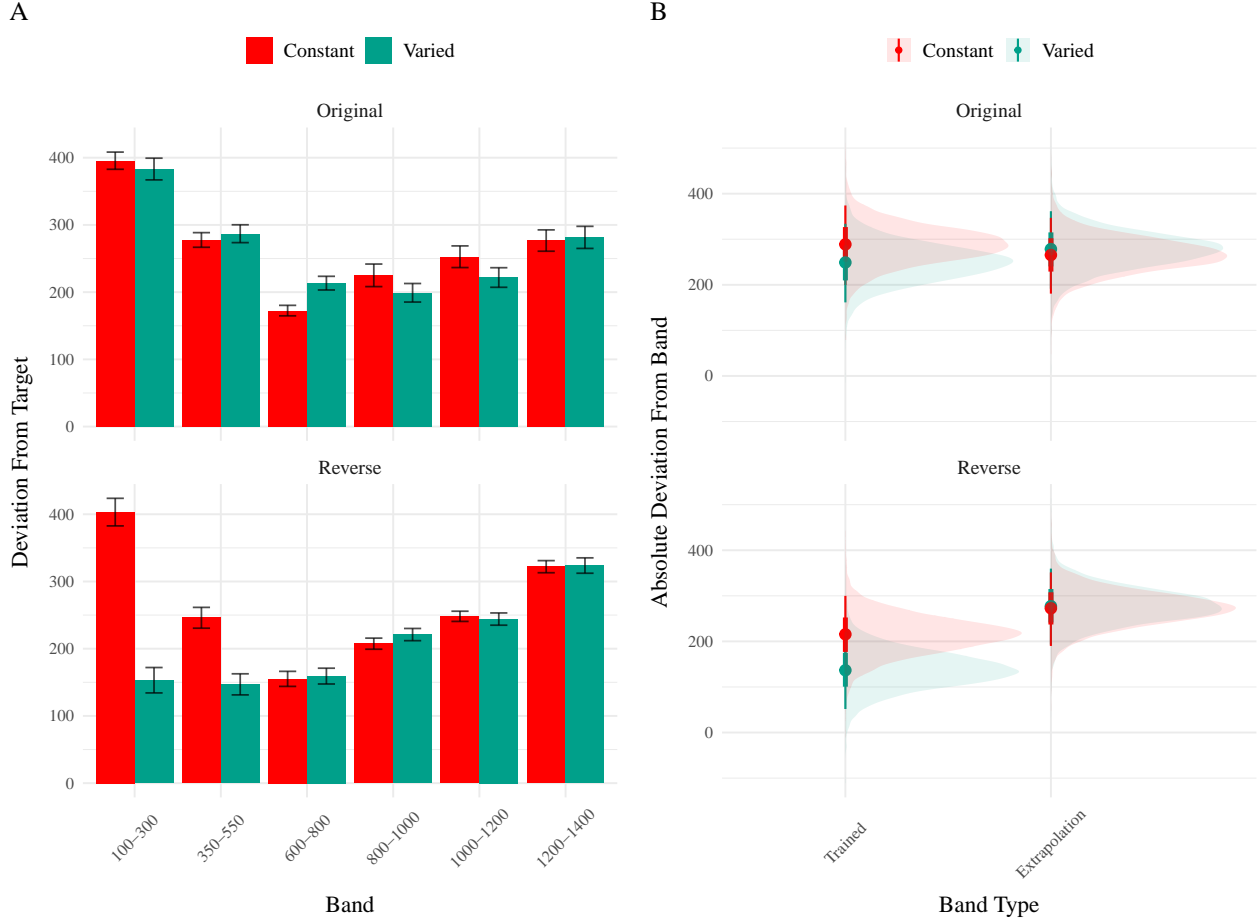 A
Constant Varied
Original
400
300
200
100
0
Reverse
400
300
200
100
0
Deviation From Target
100–300
350–550
600–800
800–1000
1000–1200
1200–1400
Band
B
Constant Varied
Original
400
200
0
Reverse
400
200
0
Absolute Deviation From Band
Trained
Extrapolation
Band Type